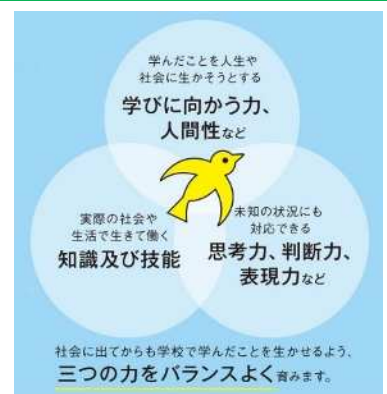 学んだことを人生や
社会に生かそうとする
学びに向かう力、
人間性など
実際の社会や
生活で生きて働く
知識及び技能
未知の状況にも
対応できる
思考力、判断力、
表現力など
社会に出てからも学校で学んだことを生かせるよう、
三つの力をバランスよく育みます。